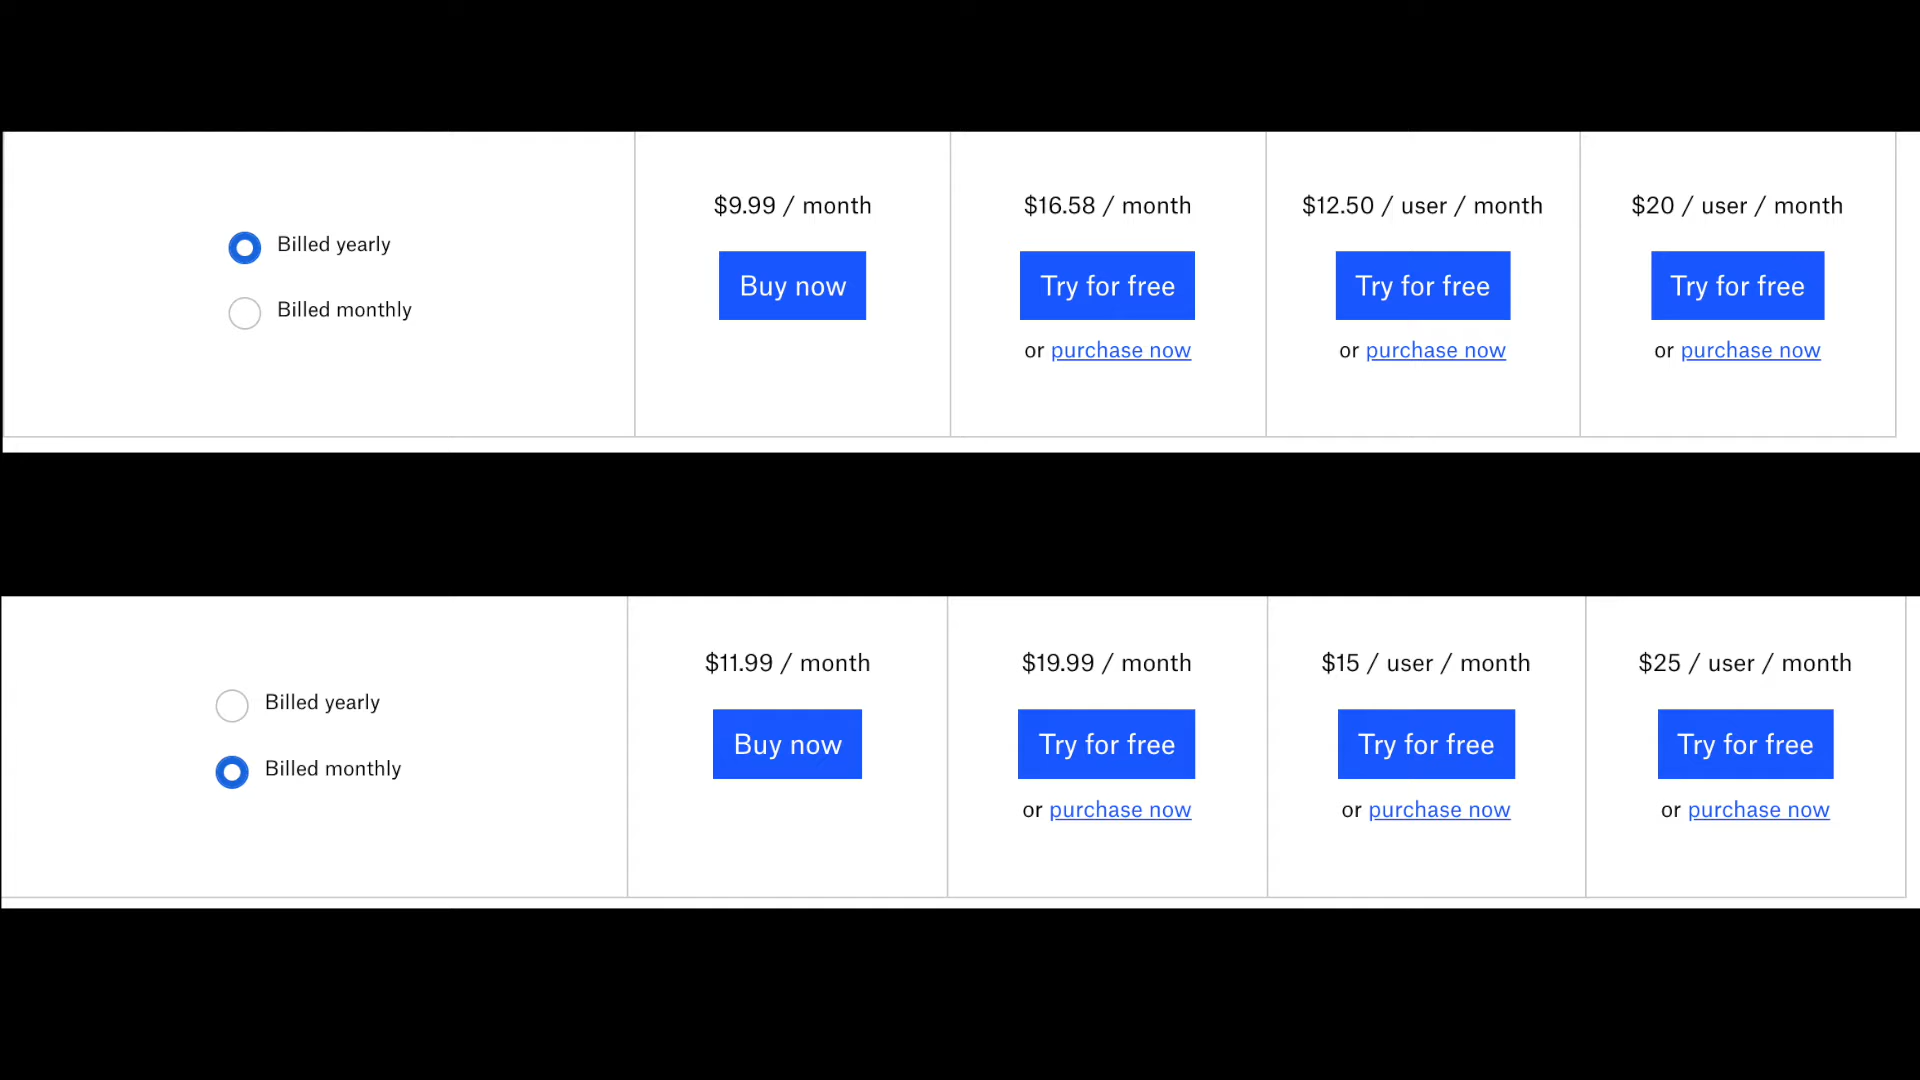 $9.99 / month
$16.58 / month
$12.50 / user / month
$20 / user / month
Billed yearly
Billed monthly
Buy now
Try for free
Try for free
Try for free
or purchase now
or purchase now
or purchase now
$11.99 / month
$19.99 / month
$15 / user / month
$25 / user / month
Billed yearly
Billed monthly
Buy now
Try for free
Try for free
Try for free
or purchase now
or purchase now
or purchase now